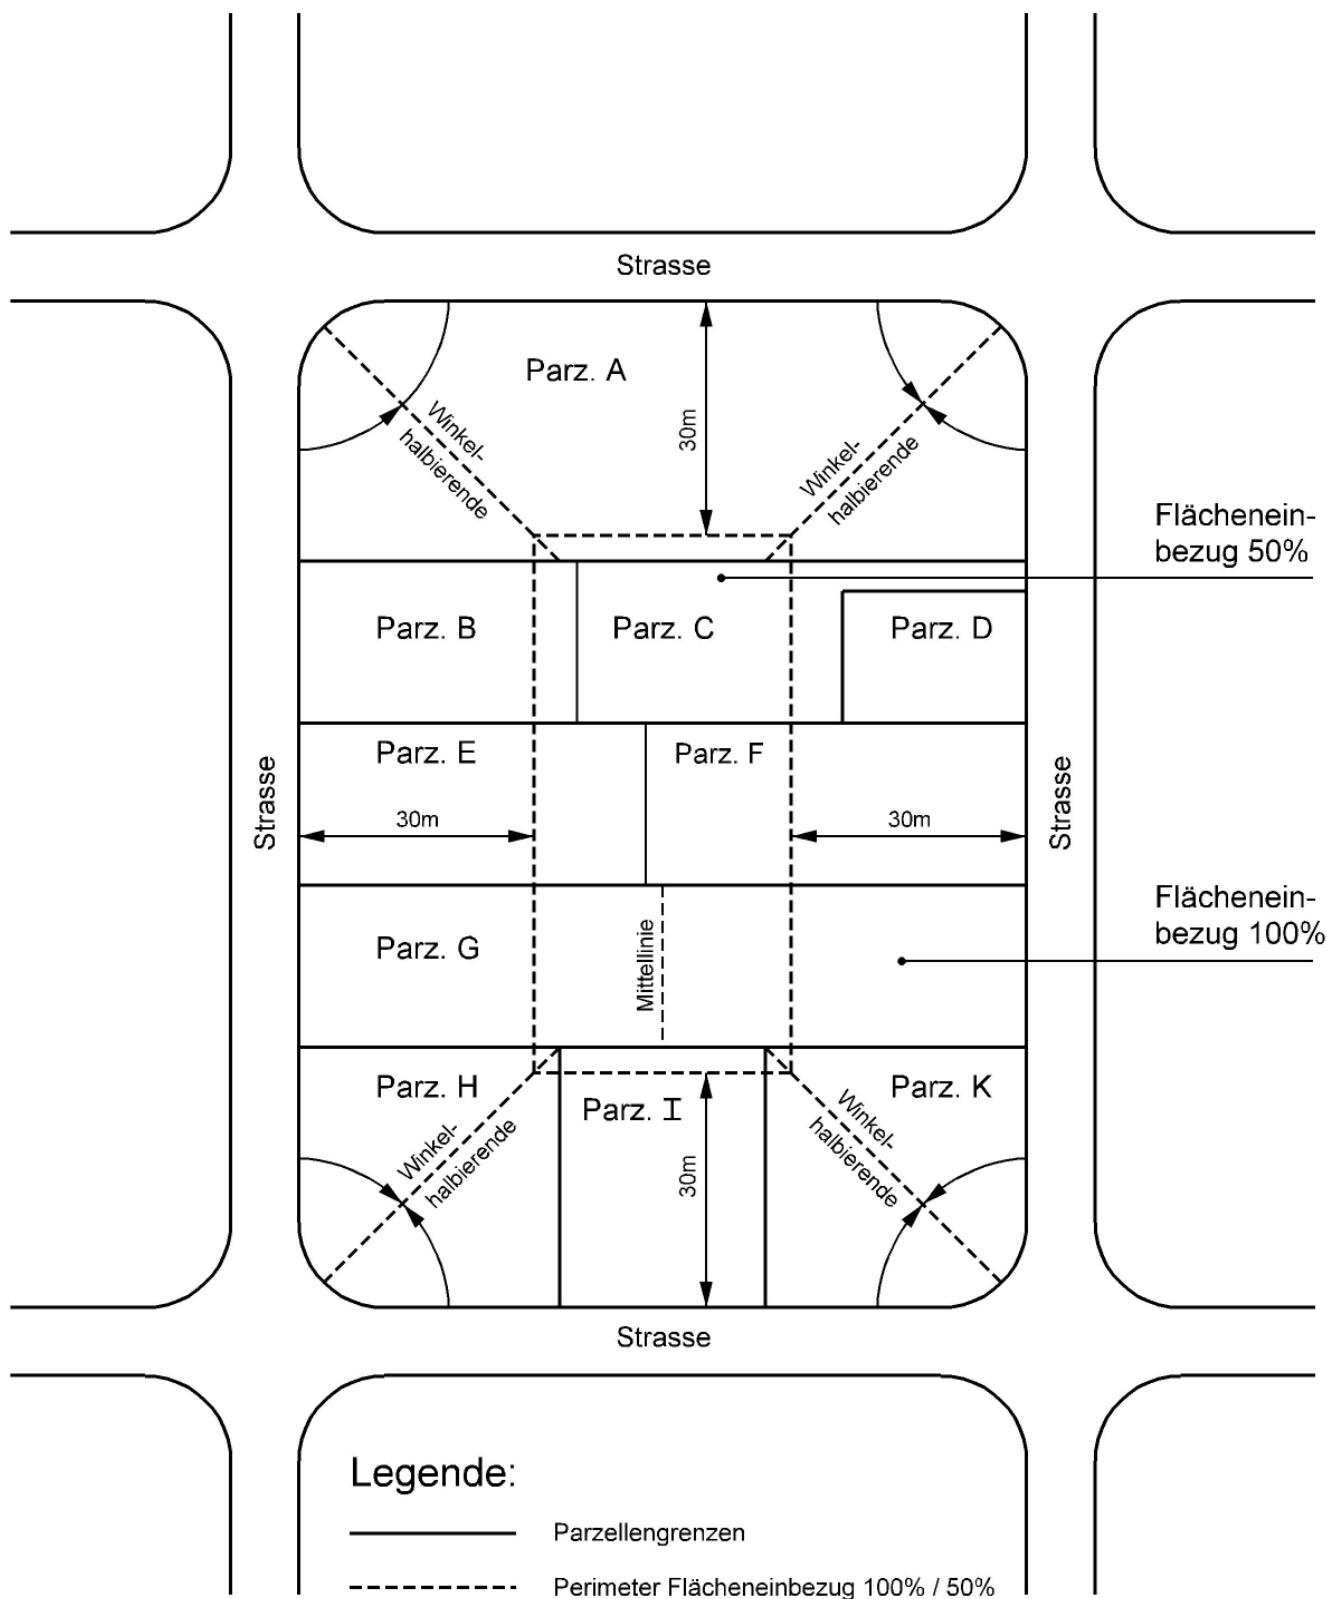 Strasse
Parz. A
30m
Winkel-
halbierende
Winkel-
halbierende
Flächenein-
bezug 50%
Parz. B
Parz. C
Parz. D
Parz. E
Parz. F
Strasse
30m
30m
Strasse
Flächenein-
bezug 100%
Parz. G
Mittellinie
Parz. H
Parz. I
Parz. K
Winkel-
halbierende
30m
Winkel-
halbierende
Strasse
Legende:
Parzellengrenzen
Perimeter Flächeneinbezug 100% / 50%